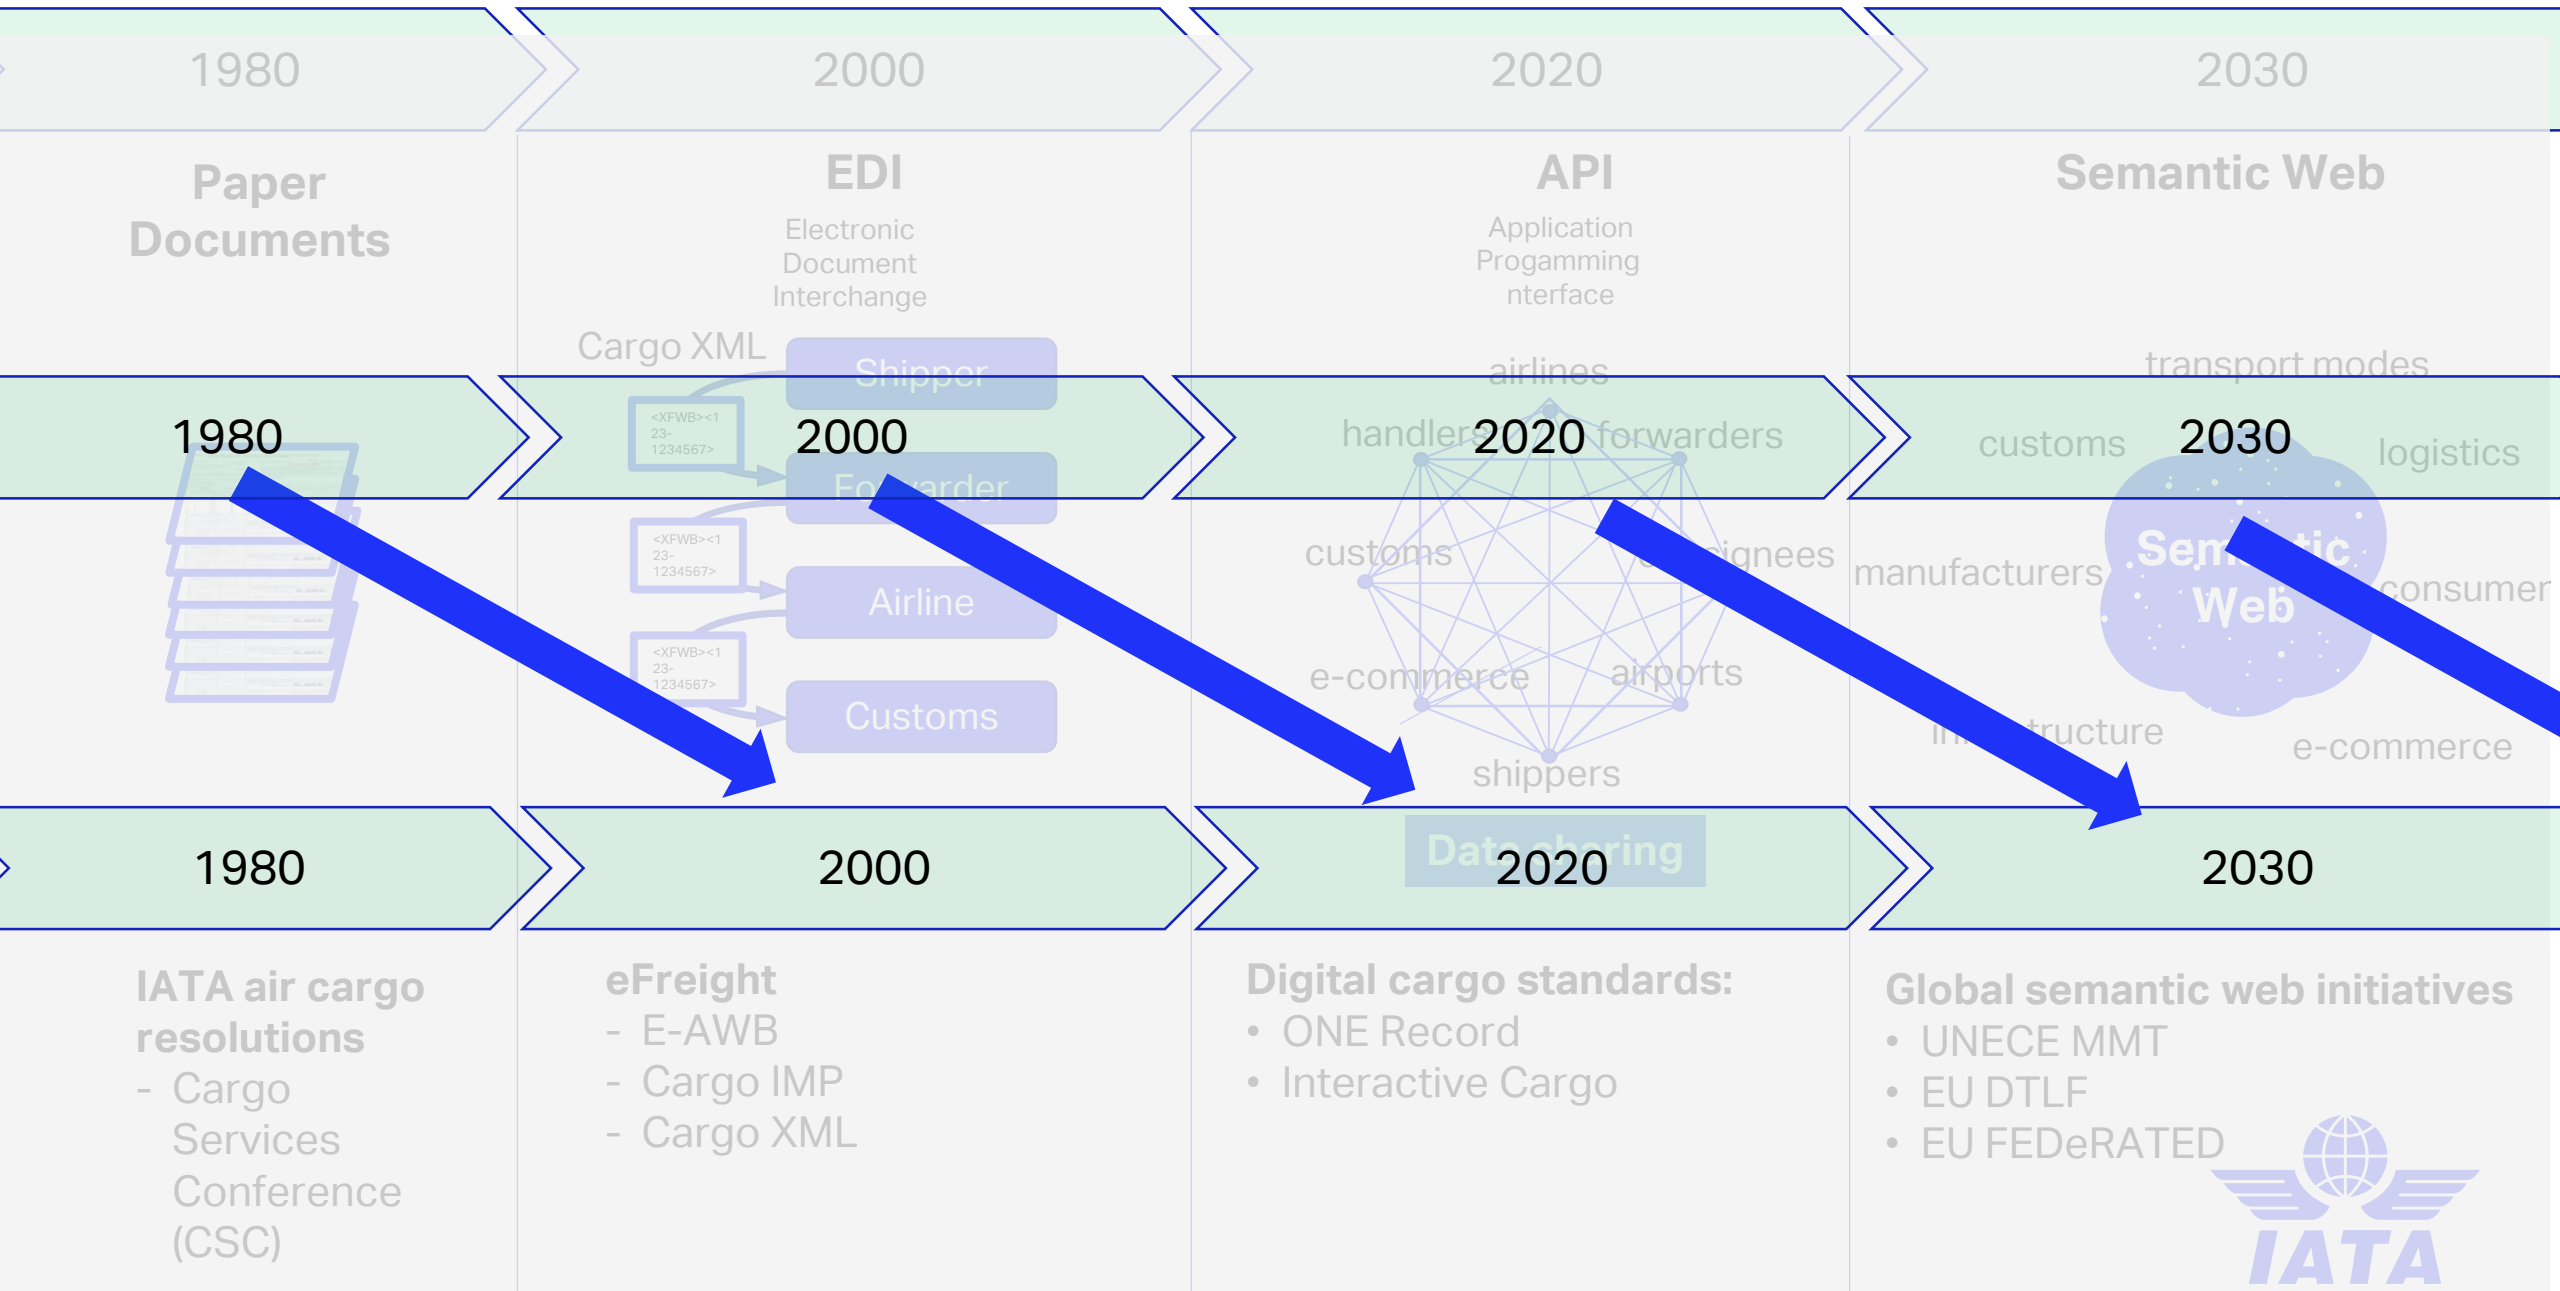 1980
2000
2020
2030
Paper
Documents
EDI
Electronic
Document
Interchange
API
Application
Progamming
nterface
Semantic Web
Cargo XML
Shipper
<XFWB><1
23-
1234567>
Forwarder
<XFWB><1
23-
1234567>
Airline
<XFWB><1
23-
1234567>
Customs
airlines
handlers
forwarders
customs
e-commerce
airports
shippers
Data sharing
transport modes
customs
logistics
manufacturers
Semantic
Web
consumer
e-commerce
1980
2000
2020
2030
1980
2000
2020
2030
IATA air cargo
resolutions
- Cargo
Services
Conference
(CSC)
eFreight
- E-AWB
- Cargo IMP
- Cargo XML
Digital cargo standards:
• ONE Record
• Interactive Cargo
Global semantic web initiatives
• UNECE MMT
• EU DTLF
• EU FEDeRATED
IATA